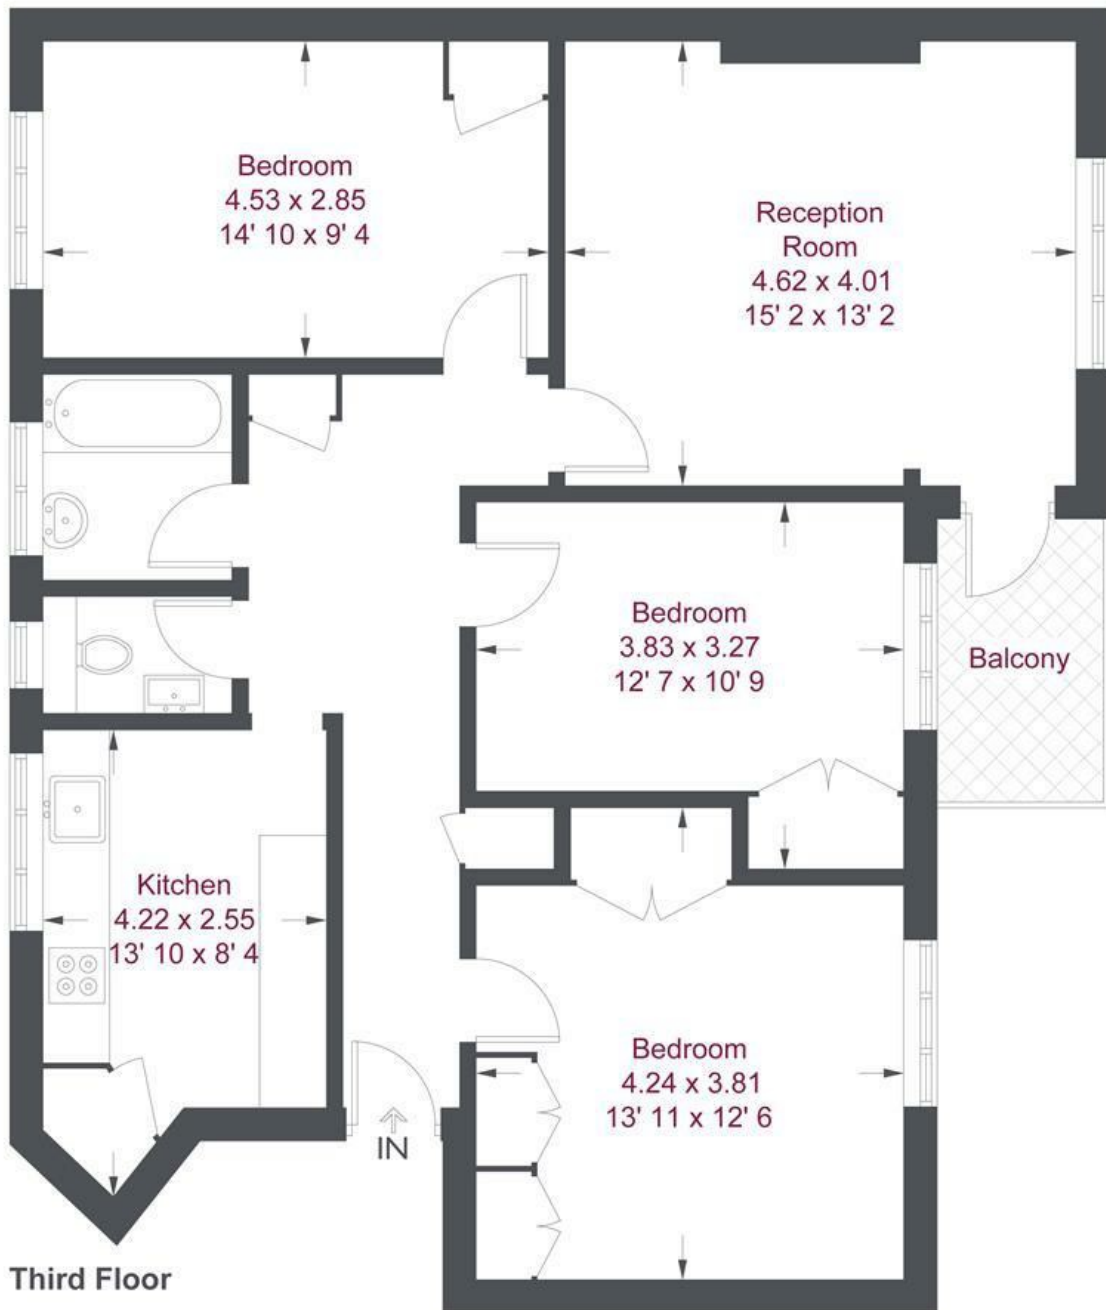 Bedroom
4.53 x 2.85
14' 10 x 9' 4
Reception
Room
4.62 x 4.01
15' 2 x 13' 2
Bedroom
3.83 x 3.27
12' 7 x 10' 9
Balcony
Kitchen
4.22 x 2.55
13' 10 x 8' 4
Bedroom
4.24 x 3.81
13' 11 x 12' 6
IN
Third Floor